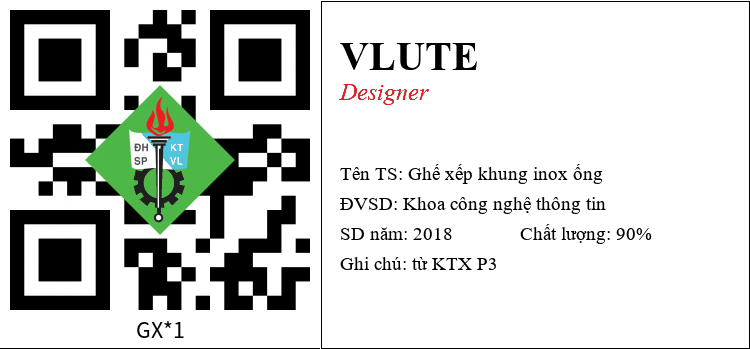 ĐH KT
SP VL
GX*1
VLUTE
Designer
Tên TS: Ghế xếp khung inox ống
ĐVSD: Khoa công nghệ thông tin
SD năm: 2018 Chất lượng: 90%
Ghi chú: từ KTX P3